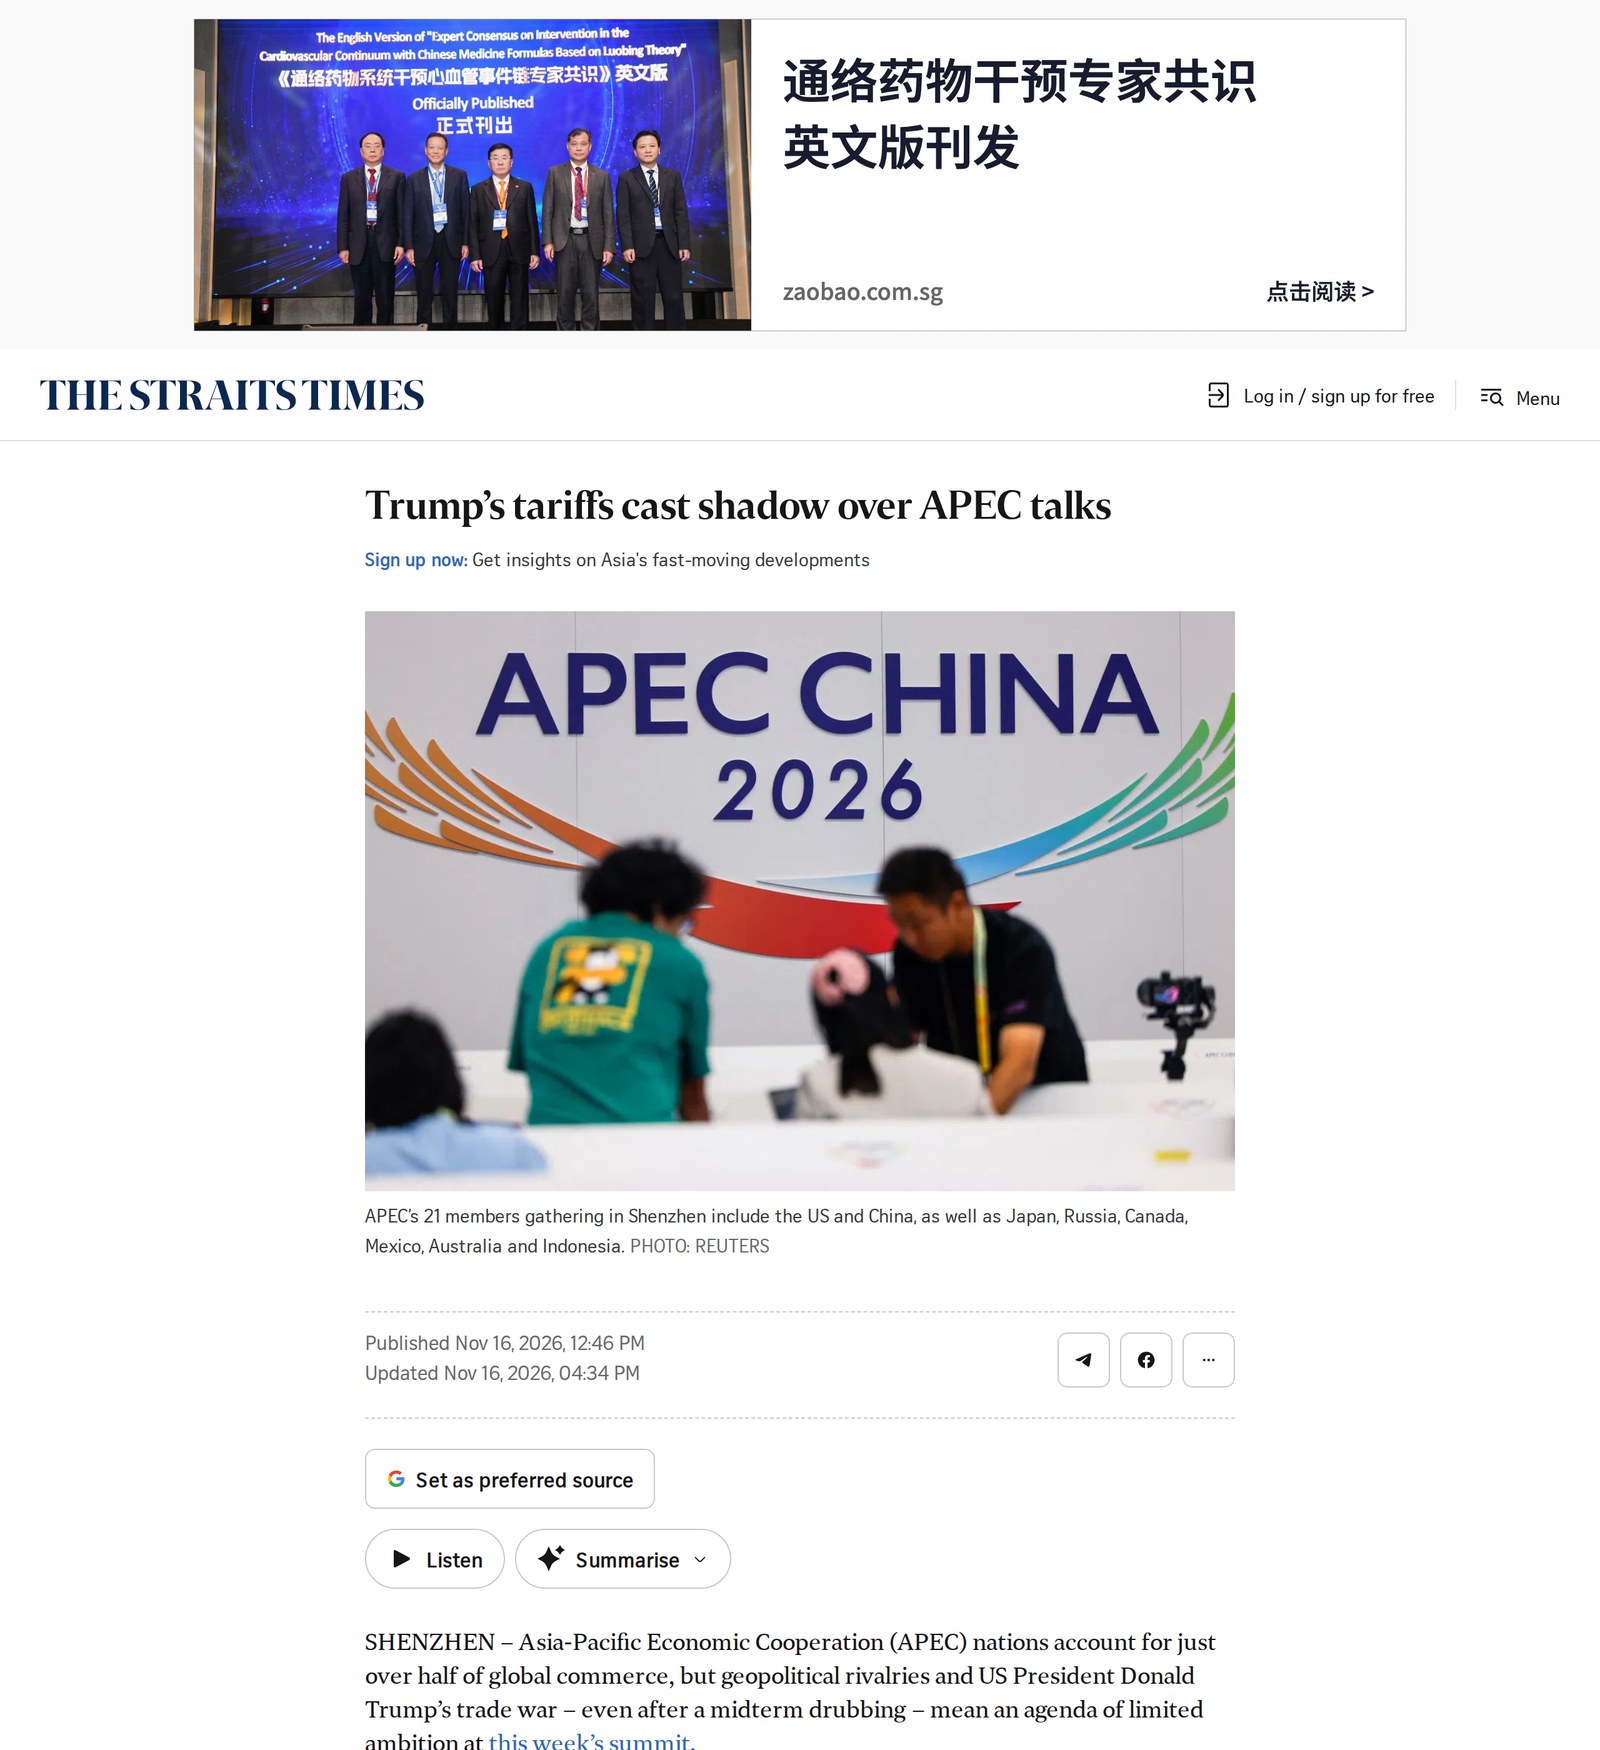 The English Version of "Expert Consensus on Intervention in the
Cardiovascular Continuum with Chinese Medicine Formulas Based on Luobing Theory"
《通络药物系统干预心血管事件链专家共识》英文版
Officially Published
正式刊出
通络药物干预专家共识
英文版刊发
zaobao.com.sg
点击阅读 >
THE STRAITS TIMES
Log in / sign up for free
Menu
Trump’s tariffs cast shadow over APEC talks
Sign up now: Get insights on Asia's fast-moving developments
APEC CHINA
2026
APEC’s 21 members gathering in Shenzhen include the US and China, as well as Japan, Russia, Canada,
Mexico, Australia and Indonesia. PHOTO: REUTERS
Published Nov 16, 2026, 12:46 PM
Updated Nov 16, 2026, 04:34 PM
Set as preferred source
Listen
Summarise
SHENZHEN – Asia-Pacific Economic Cooperation (APEC) nations account for just
over half of global commerce, but geopolitical rivalries and US President Donald
Trump’s trade war – even after a midterm drubbing – mean an agenda of limited
ambition at this week’s summit.